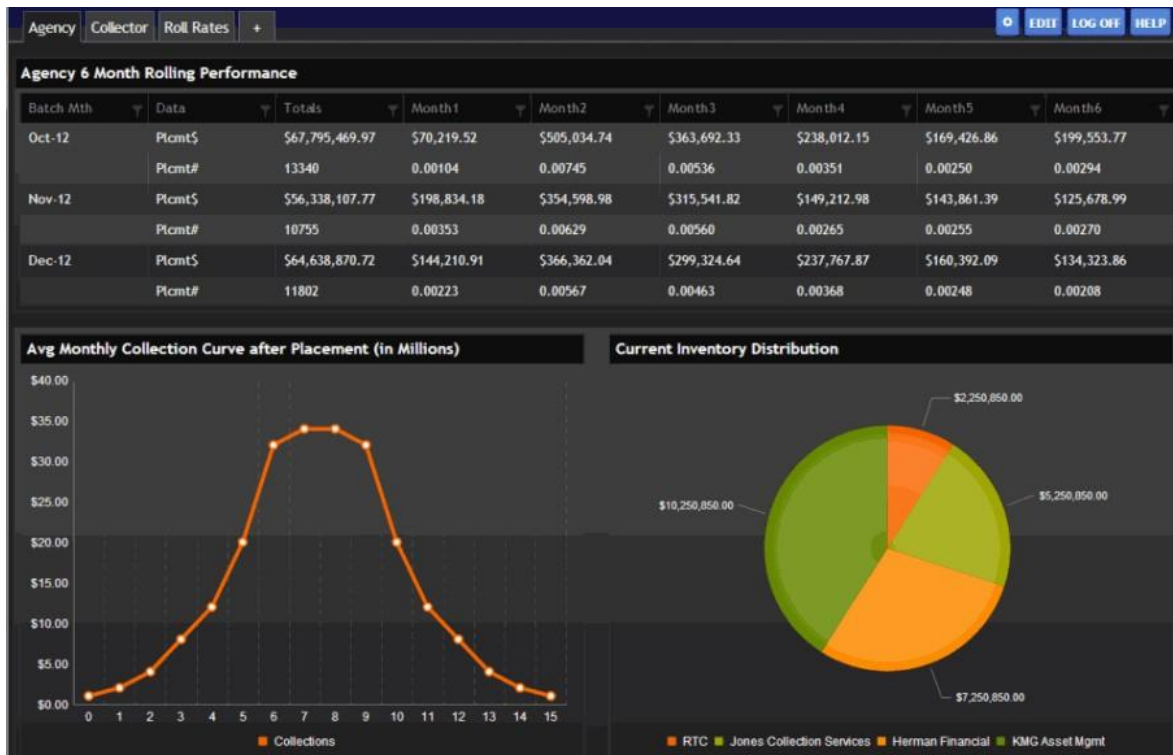 Agency Collector Roll Rates + EDIT LOG OFF HELP
Agency 6 Month Rolling Performance
Batch Mth Data Totals Month1 Month2 Month3 Month4 Month5 Month6
Oct-12 Plcmt$ $67,795,469.97 $70,219.52 $505,034.74 $363,692.33 $238,012.15 $169,426.86 $199,553.77
Plcmt# 13340 0.00104 0.00745 0.00536 0.00351 0.00250 0.00294
Nov-12 Plcmt$ $56,338,107.77 $198,834.18 $354,598.98 $315,541.82 $149,212.98 $143,861.39 $125,678.99
Plcmt# 10755 0.00353 0.00629 0.00560 0.00265 0.00255 0.00270
Dec-12 Plcmt$ $64,638,870.72 $144,210.91 $366,362.04 $299,324.64 $237,767.87 $160,392.09 $134,323.86
Plcmt# 11802 0.00223 0.00567 0.00463 0.00368 0.00248 0.00208
Avg Monthly Collection Curve after Placement (in Millions)
$40.00
$35.00
$30.00
$25.00
$20.00
$15.00
$10.00
$5.00
$0.00
0 1 2 3 4 5 6 7 8 9 10 11 12 13 14 15
Collections
Current Inventory Distribution
$2,250,850.00
$5,250,850.00
$10,250,850.00
$7,250,850.00
RTC Jones Collection Services Herman Financial KMG Asset Mgmt